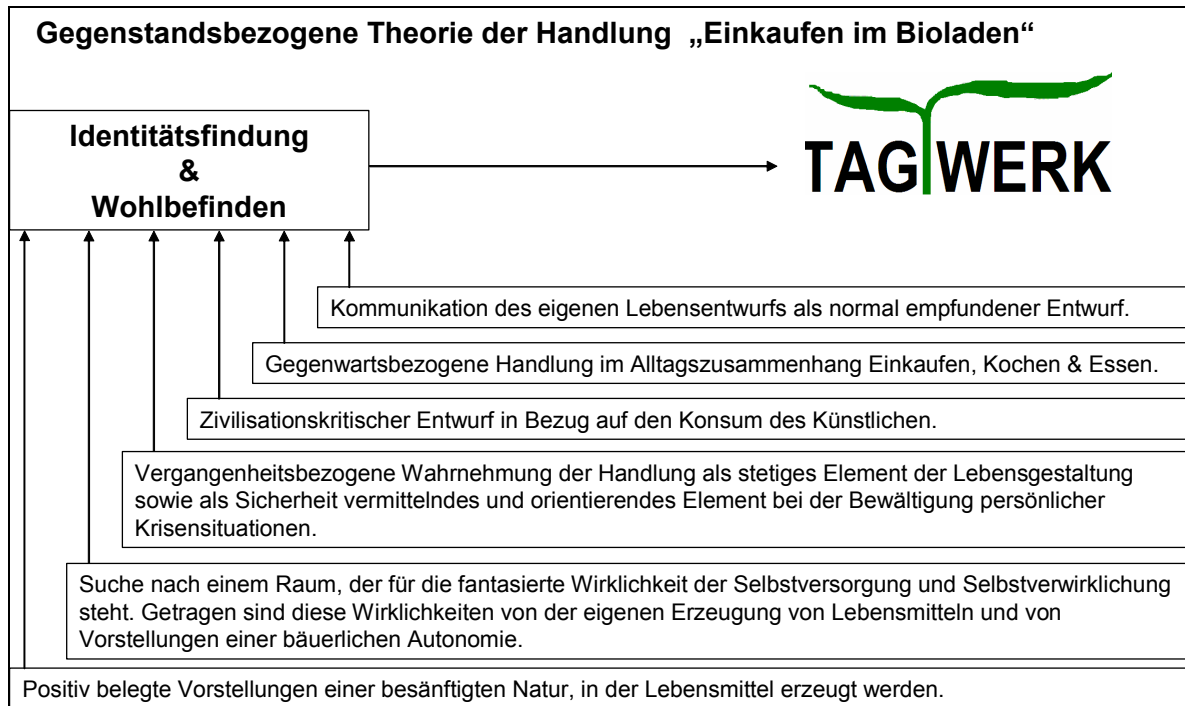 Gegenstandsbezogene Theorie der Handlung „Einkaufen im Bioladen“
Identitätsfindung
&
Wohlbefinden
TAGWERK
Kommunikation des eigenen Lebensentwurfs als normal empfundener Entwurf.
Gegenwartsbezogene Handlung im Alltagszusammenhang Einkaufen, Kochen & Essen.
Zivilisationskritischer Entwurf in Bezug auf den Konsum des Künstlichen.
Vergangenheitsbezogene Wahrnehmung der Handlung als stetiges Element der Lebensgestaltung
sowie als Sicherheit vermittelndes und orientierendes Element bei der Bewältigung persönlicher
Krisensituationen.
Suche nach einem Raum, der für die fantasierte Wirklichkeit der Selbstversorgung und Selbstverwirklichung
steht. Getragen sind diese Wirklichkeiten von der eigenen Erzeugung von Lebensmitteln und von
Vorstellungen einer bäuerlichen Autonomie.
Positiv belegte Vorstellungen einer besänftigten Natur, in der Lebensmittel erzeugt werden.